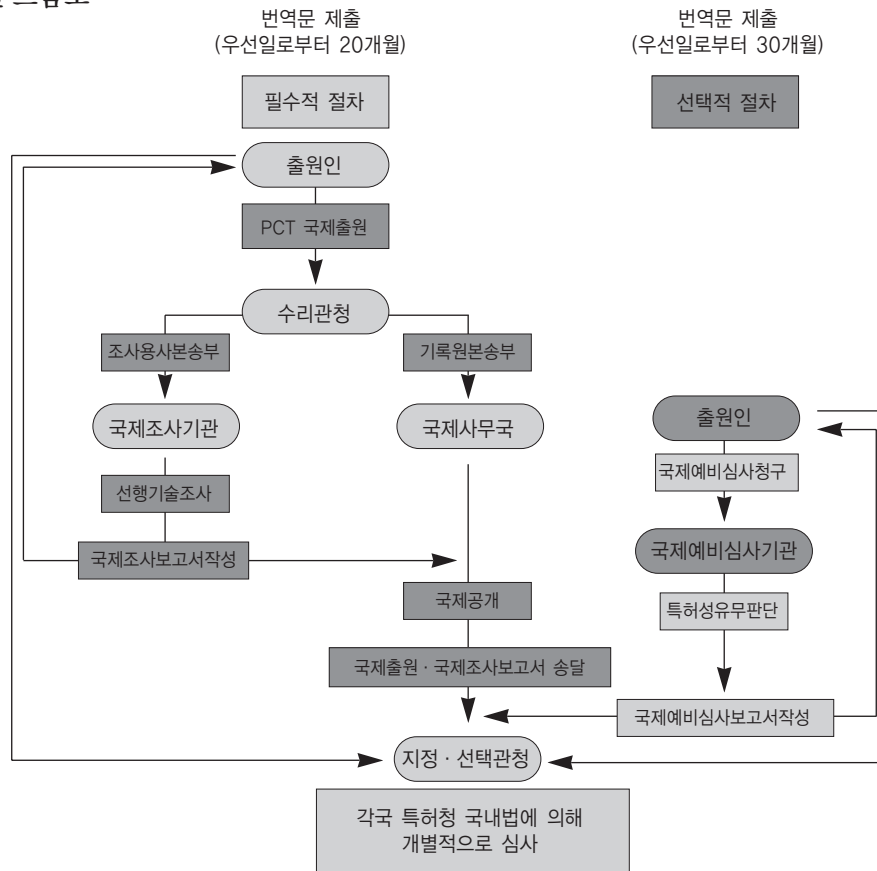 번역문 제출
(우선일로부터 20개월)
번역문 제출
(우선일로부터 30개월)
필수적 절차
선택적 절차
출원인
PCT 국제출원
수리관청
조사용사본송부
기록원본송부
국제조사기관
국제사무국
출원인
국제예비심사청구
선행기술조사
국제예비심사기관
국제조사보고서작성
국제공개
특허성유무판단
국제출원 · 국제조사보고서 송달
국제예비심사보고서작성
지정 · 선택관청
각국 특허청 국내법에 의해
개별적으로 심사